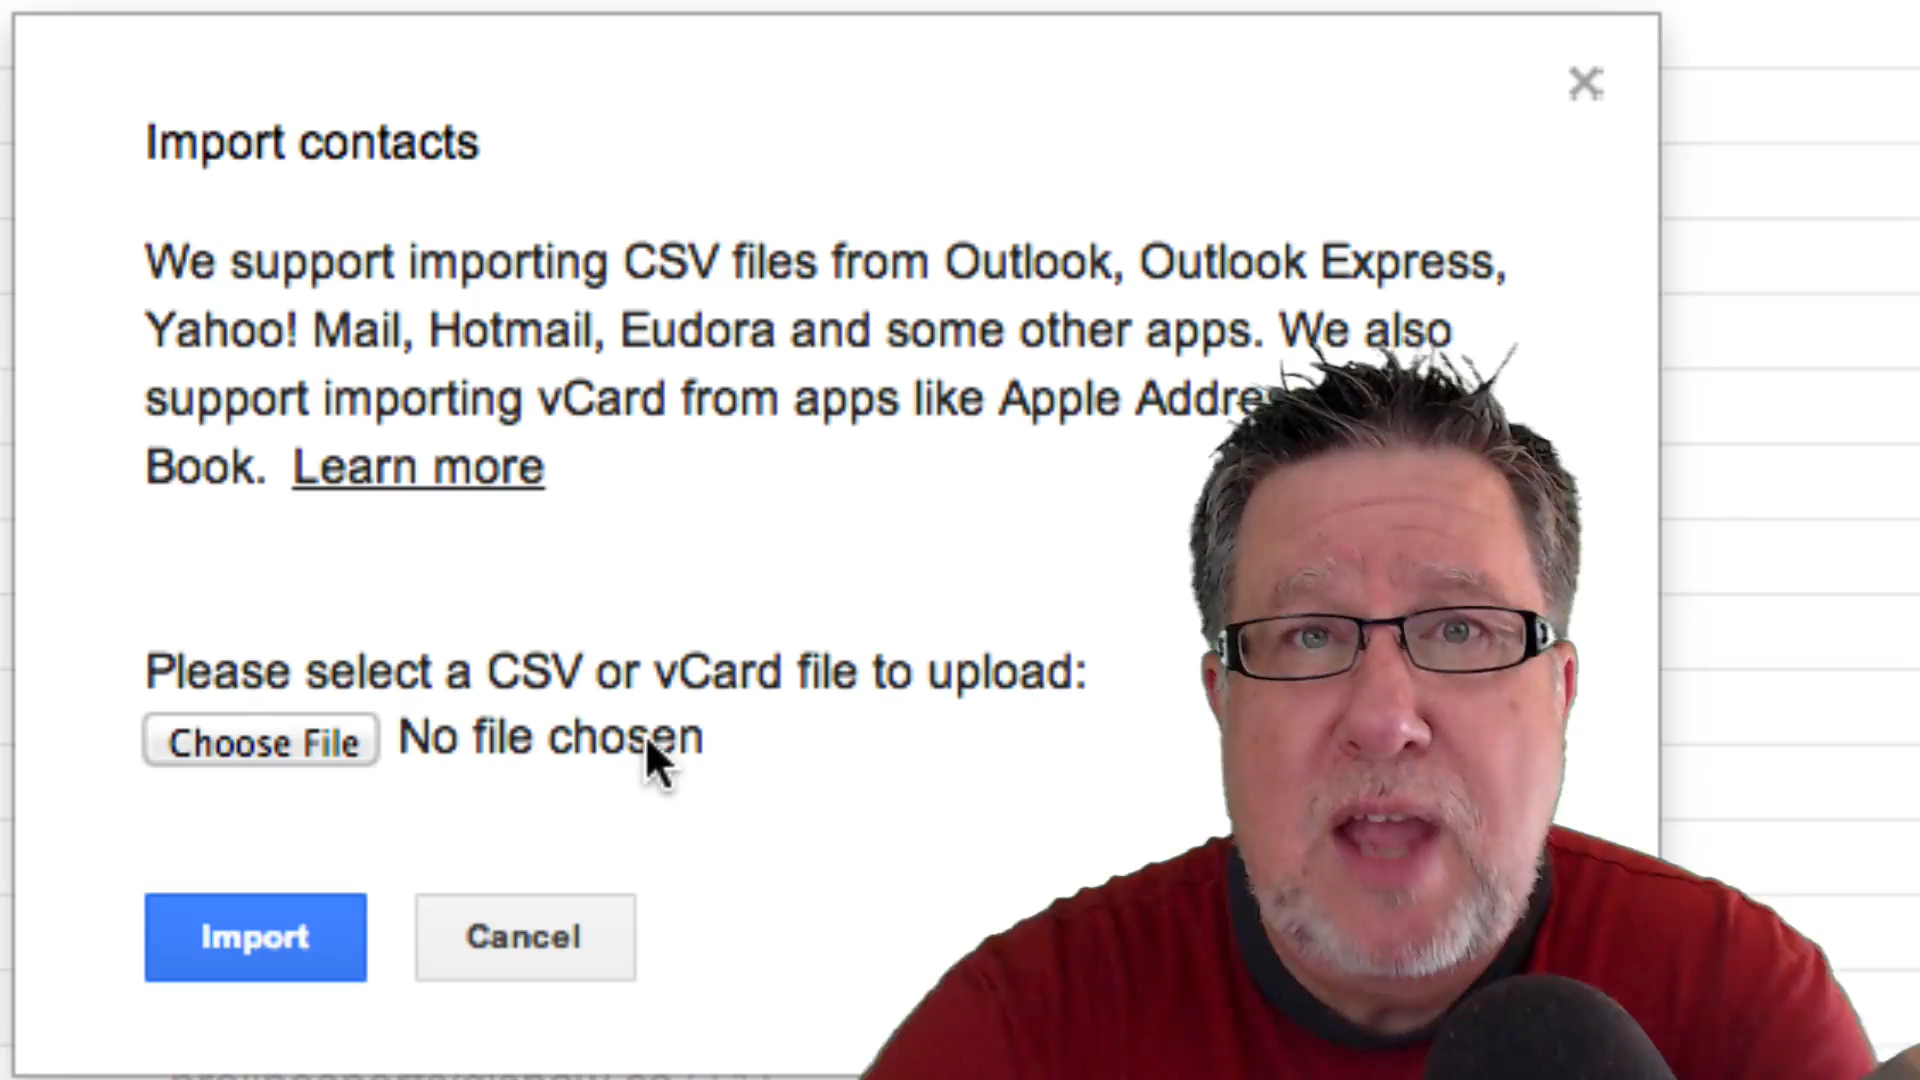 Import contacts
We support importing CSV files from Outlook, Outlook Express,
Yahoo! Mail, Hotmail, Eudora and some other apps. We also
support importing vCard from apps like Apple
Book. Learn more
Please select a CSV or vCard file to upload:
Choose File No file chosen
Import Cancel